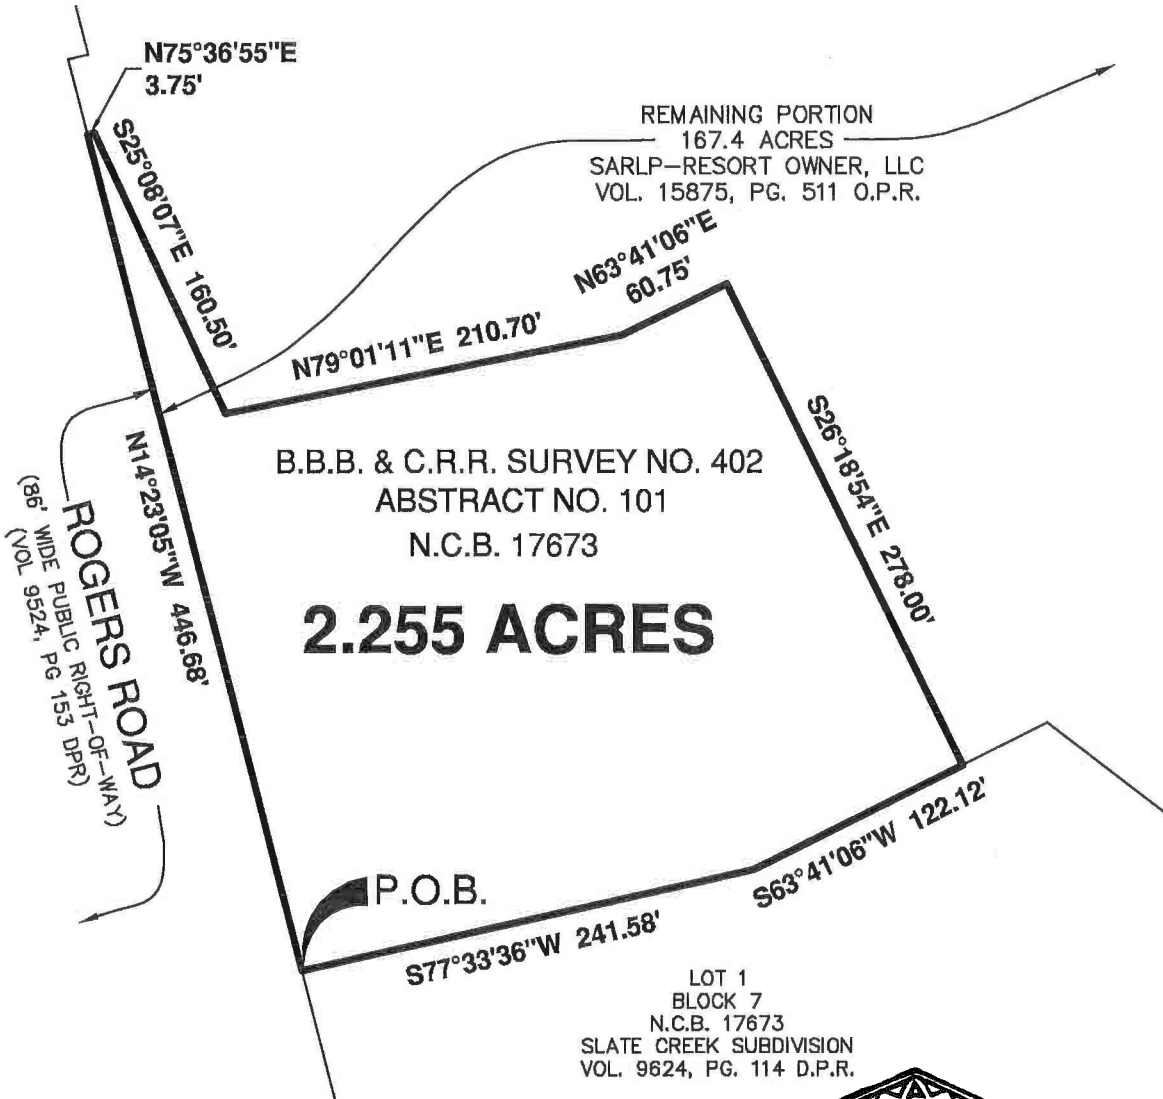 N75°36'55"E
3.75'
S25°08'07"E 160.50'
REMAINING PORTION
167.4 ACRES
SARLP-RESORT OWNER, LLC
VOL. 15875, PG. 511 O.P.R.
N63°41'06"E
60.75'
N79°01'11"E 210.70'
S26°18'54"E 278.00'
B.B.B. & C.R.R. SURVEY NO. 402
ABSTRACT NO. 101
N.C.B. 17673
2.255 ACRES
N14°23'05"W 446.68'
ROGERS ROAD
(86' WIDE PUBLIC RIGHT-OF-WAY)
(VOL 9524, PG 153 DPR)
P.O.B.
S63°41'06"W 122.12'
S77°33'36"W 241.58'
LOT 1
BLOCK 7
N.C.B. 17673
SLATE CREEK SUBDIVISION
VOL. 9624, PG. 114 D.P.R.